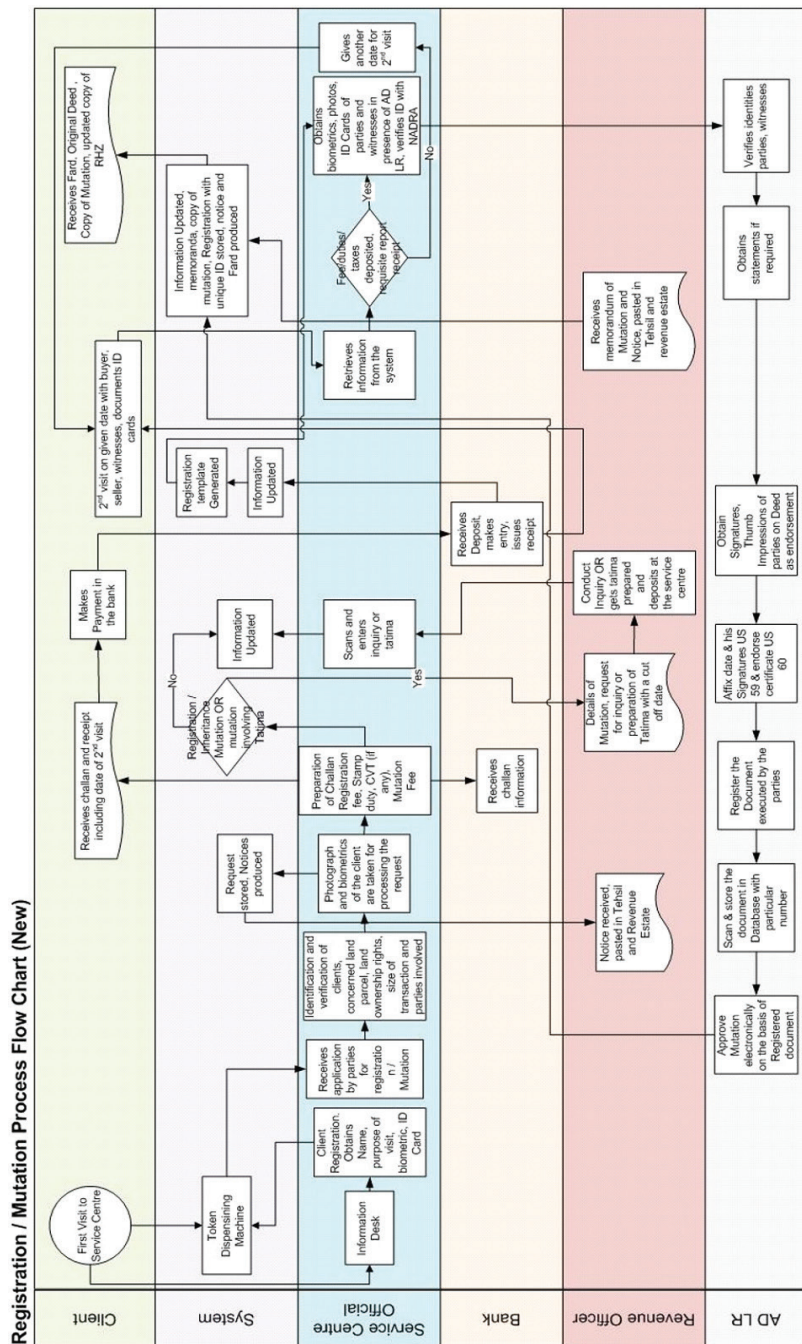 Registration / Mutation Process Flow Chart (New)
Client
First Visit to
Service Centre
Receives challan and receipt
including date of 2nd visit
Makes
Payment in
the bank
2nd visit on given date with buyer,
seller, witnesses, documents ID
cards
Receives Fard, Original Deed ,
Copy of Mutation, updated copy of
RHZ
System
Token
Dispensining
Machine
Request
stored, Notices
produced
Registration /
Inheritance
Mutation OR
mutation
involving
Tatima
No
Yes
Information
Updated
Registration
template
Generated
Information
Updated
Information Updated,
memoranda, copy of
mutation, Registration with
unique ID stored, notice and
Fard produced
Service Centre
Official
Information
Desk
Client
Registration.
Obtains
Name,
purpose of
visit,
biometric, ID
Card
Receives
application
by parties
for
registratio
n /
Mutation
Identification and
verification of
clients,
concerned land
parcel, land
ownership rights,
size of
transaction and
parties involved
Photograph
and biometrics
of the client
are taken for
processing the
request
Preparation of
Challan
Registration
fee, Stamp
duty, CVT (if
any), Mutation
Fee
Scans and
enters
inquiry or
tatima
Retrieves
information
from the
system
Fee/duties/
taxes
deposited,
requisite report
receipt
Yes
No
Obtains
biometrics, photos,
ID Cards of
parties and
witnesses in
presence of AD
LR, verifies ID with
NADRA
Gives
another
date for
2nd visit
Bank
Receives
challan
information
Receives
Deposit,
makes
entry,
issues
receipt
Revenue Officer
Notice received,
pasted in Tehsil
and Revenue
Estate
Details of
Mutation, request
for inquiry or
preparation of
Tatima with a cut
off date
Conduct
Inquiry OR
gets tatima
prepared
and
deposits at
the service
centre
Receives
memorandum of
Mutation and
Notice, pasted in
Tehsil and
revenue estate
AD LR
Approve
Mutation
electronically
on the basis of
Registered
document
Scan & store the
document in
Database with
particular
number
Register the
Document
executed by the
parties
Affix date & his
Signatures US
59 & endorse
certificate US
60
Obtain
Signatures,
Thumb
Impressions of
parties on Deed
as endorsement
Obtains
statements if
required
Verifies identities
parties, witnesses